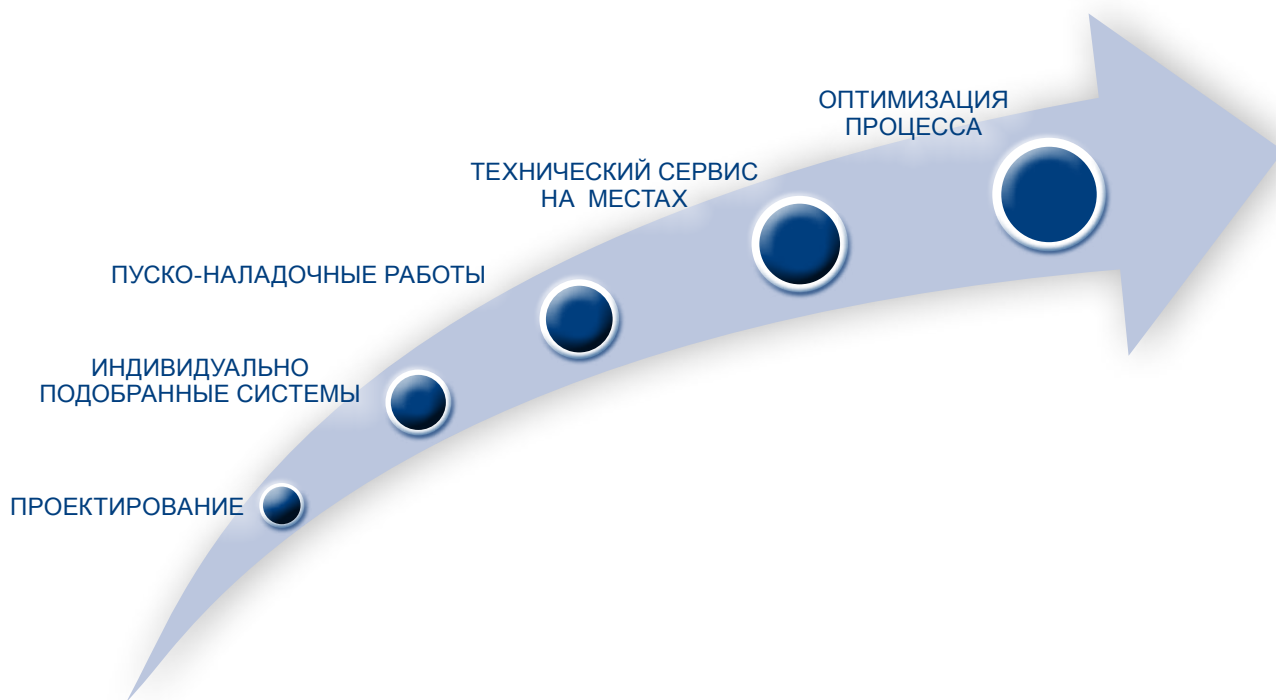 ОПТИМИЗАЦИЯ
ПРОЦЕССА
ТЕХНИЧЕСКИЙ СЕРВИС
НА МЕСТАХ
ПУСКО-НАЛАДОЧНЫЕ РАБОТЫ
ИНДИВИДУАЛЬНО
ПОДОБРАННЫЕ СИСТЕМЫ
ПРОЕКТИРОВАНИЕ